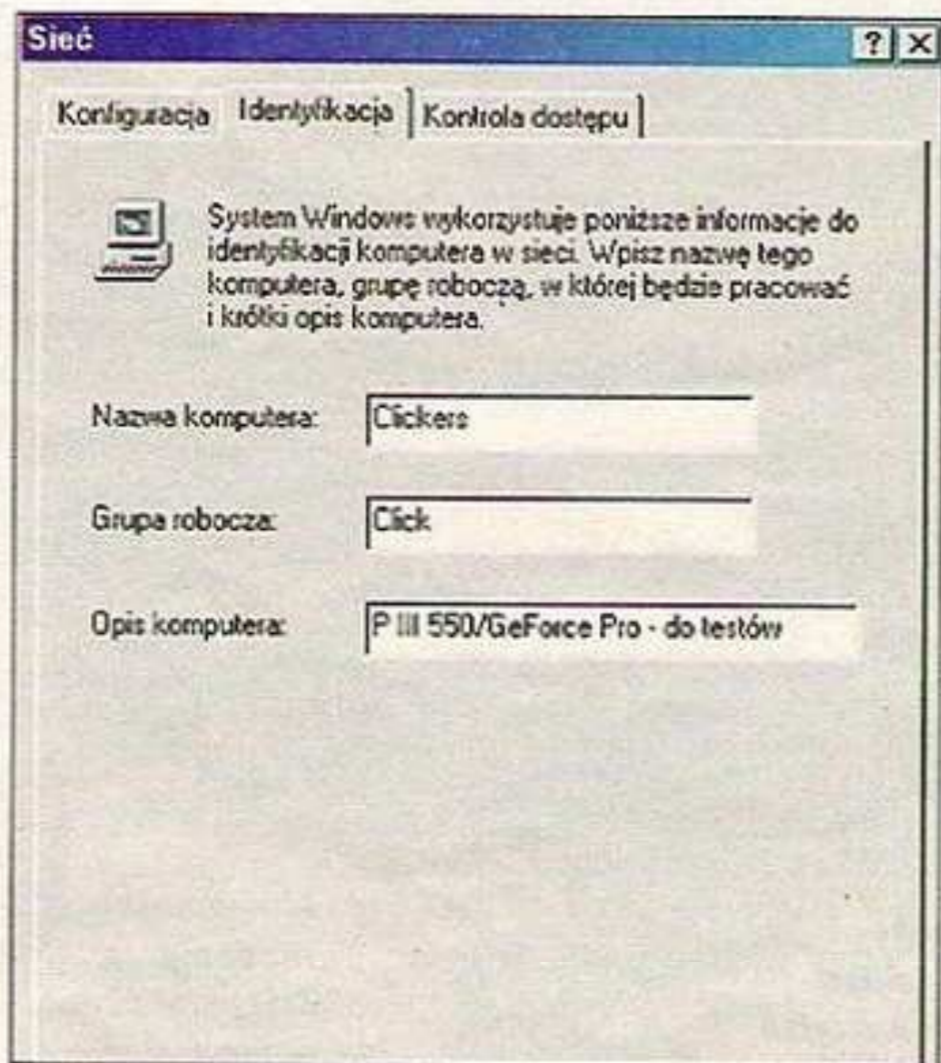 Sieć
Konfiguracja Identyfikacja Kontrola dostępu
System Windows wykorzystuje poniższe informacje do
identyfikacji komputera w sieci. Wpisz nazwę tego
komputera, grupę roboczą, w której będzie pracować
i krótki opis komputera.
Nazwa komputera: Clickers
Grupa robocza: Click
Opis komputera: P III 550/GeForce Pro - do testów